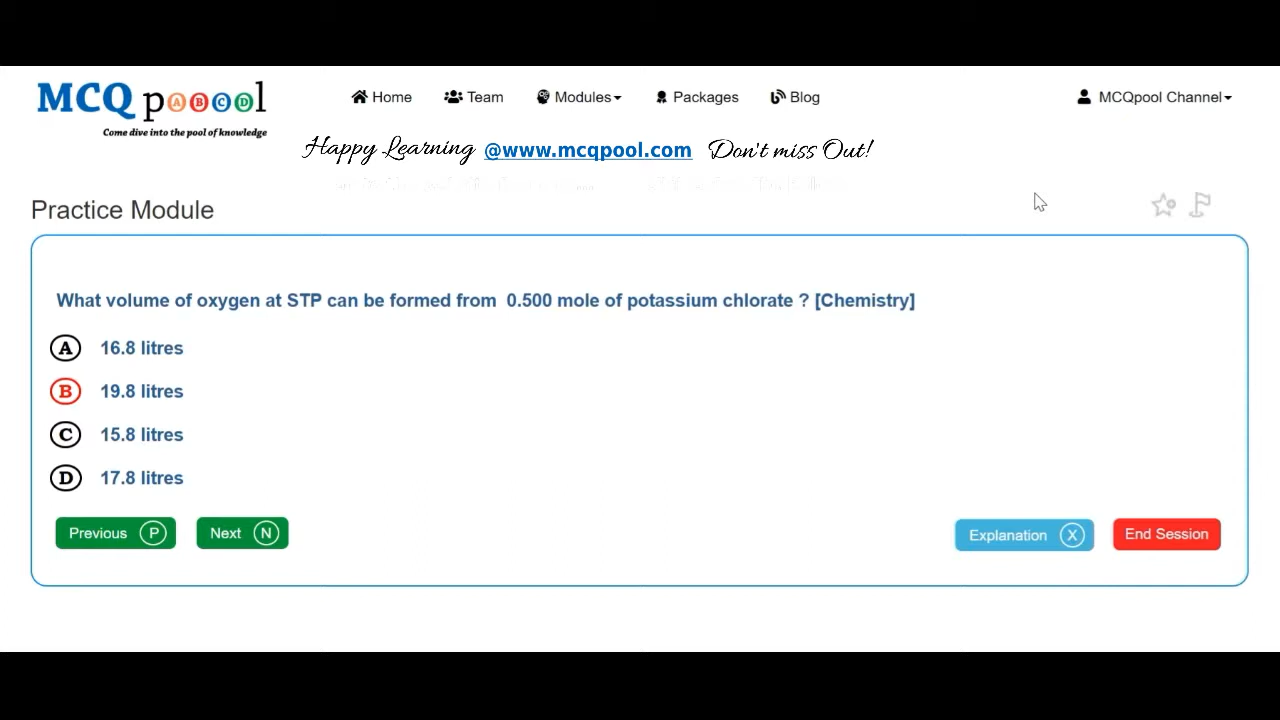 MCQ pooool
Come dive into the pool of knowledge
Home Team Modules Packages Blog MCQpool Channel
Happy Learning @www.mcqpool.com Don't miss Out!
Practice Module
What volume of oxygen at STP can be formed from 0.500 mole of potassium chlorate ? [Chemistry]
A 16.8 litres
B 19.8 litres
C 15.8 litres
D 17.8 litres
Previous P Next N Explanation X End Session